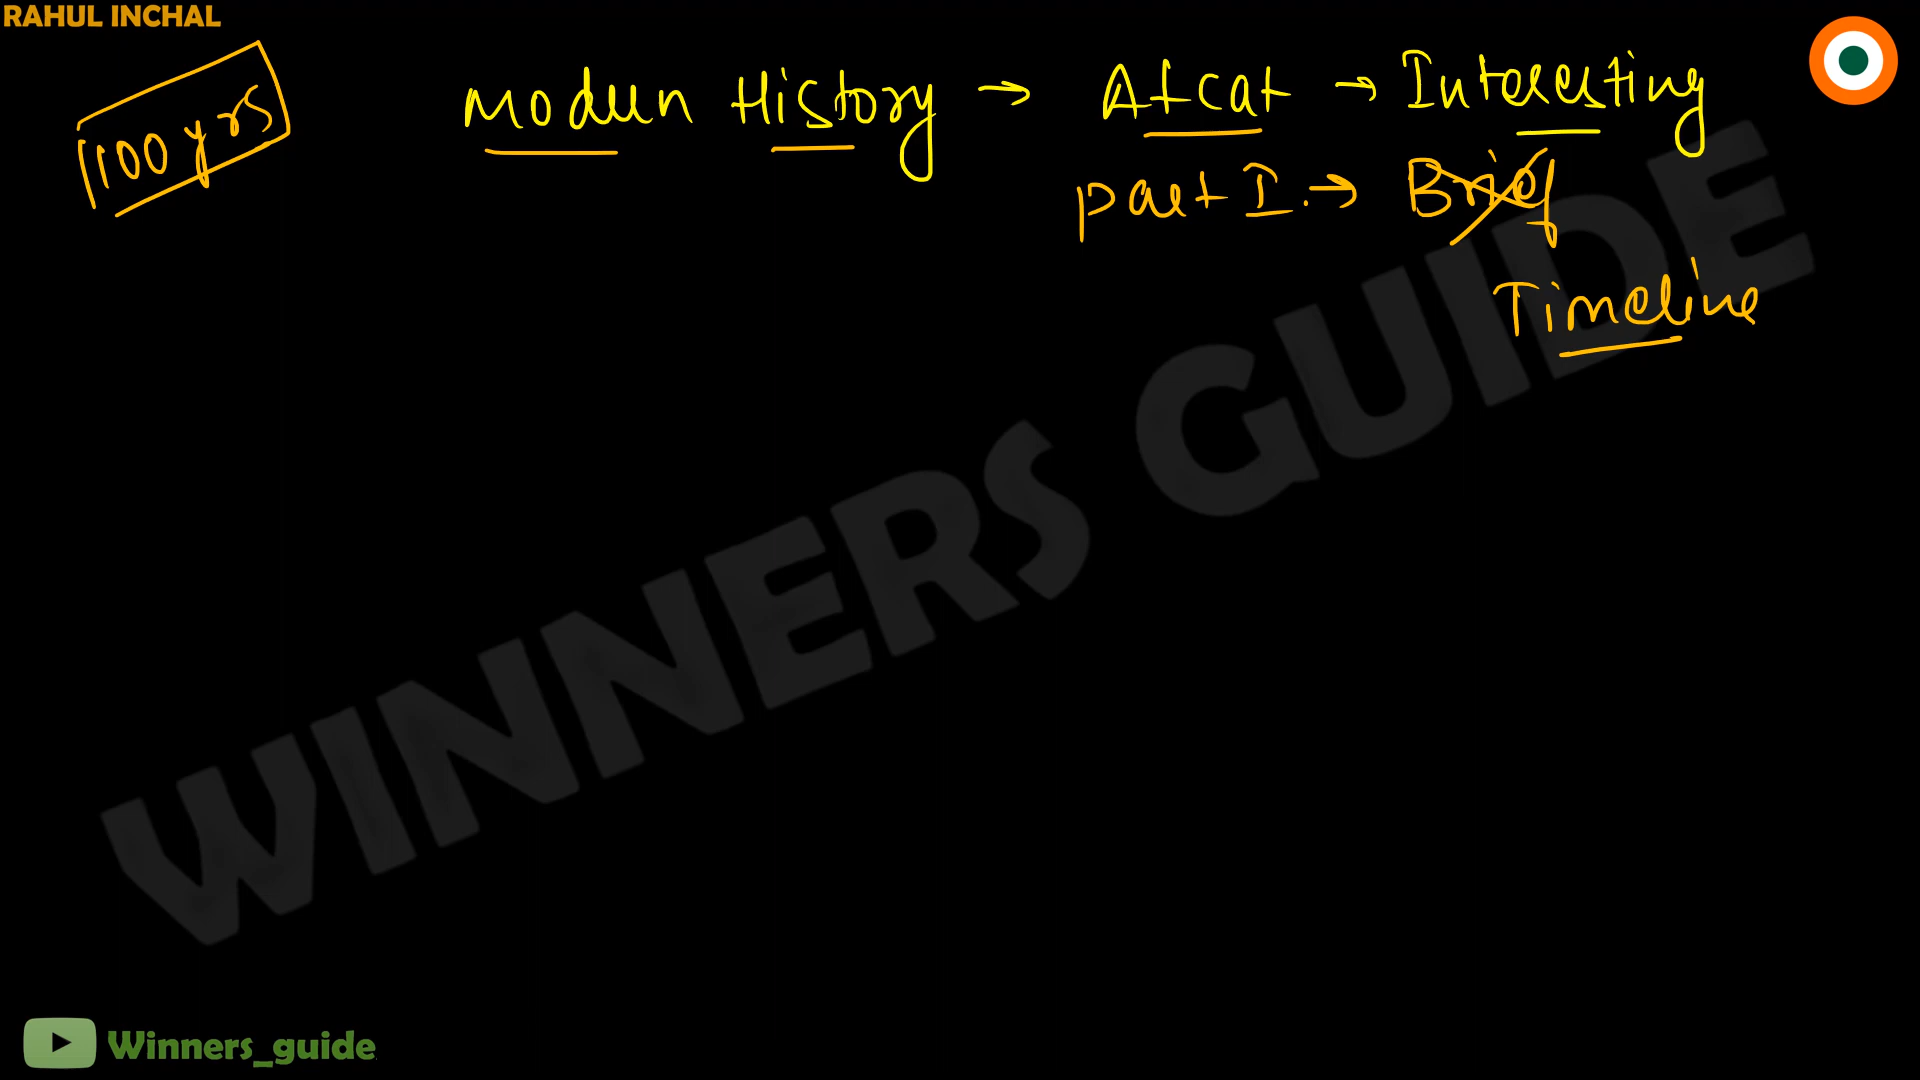 RAHUL INCHAL
100 yrs
Modern History → Afcat → Interesting
part I. → Brief
Timeline
WINNERS GUIDE
Winners_guide